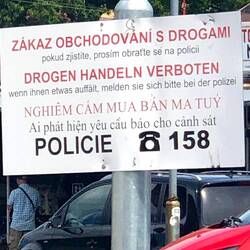 ZÁKAZ OBCHODOVÁNÍ S DROGAMI
pokud zjistíte, prosím obraťte se na policii
DROGEN HANDELN VERBOTEN
wenn ihnen etwas auffält, melden sie sich bitte bei der polizei
NGHIÊM CẤM MUA BÁN MA TUÝ
Ai phát hiện yêu cầu báo cho cảnh sát
POLICIE ☎ 158